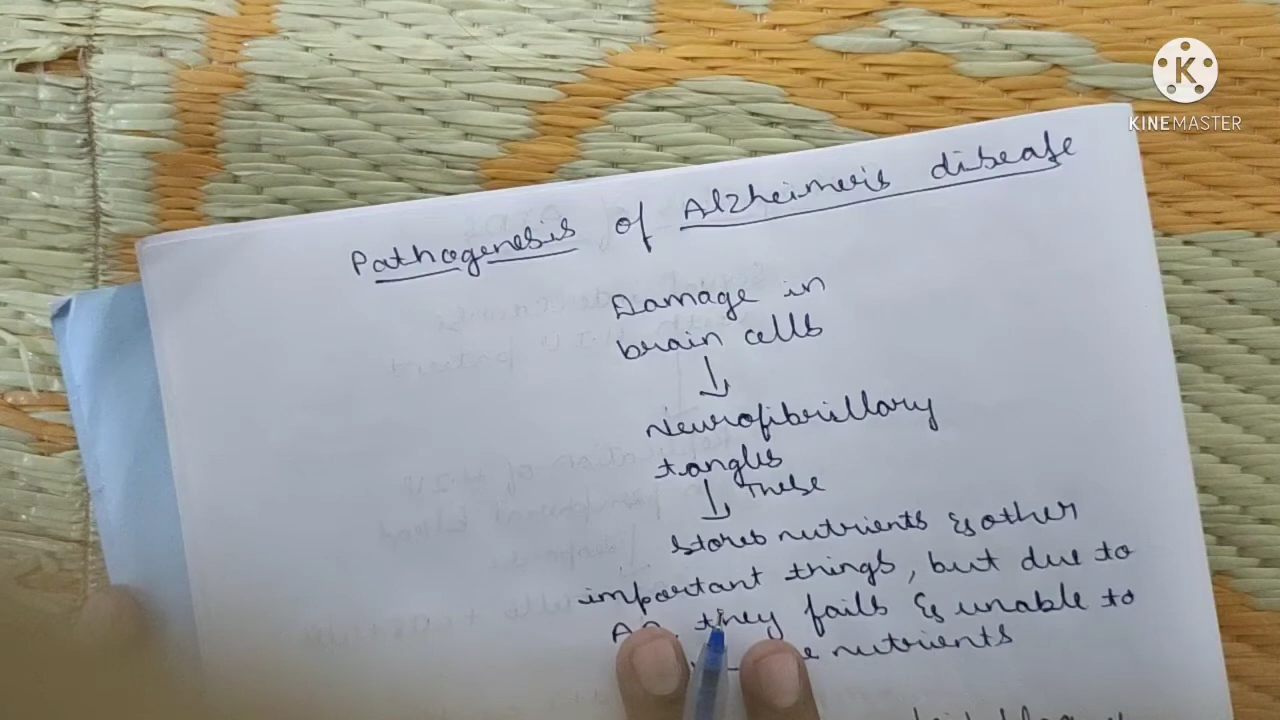 KINEMASTER
Pathogenesis of Alzheimer's disease
Damage in
brain cells
↓
Neurofibrillary
tangles
↓ These
stores nutrients & other
important things, but due to
A.D. they fails & unable to
nutrients